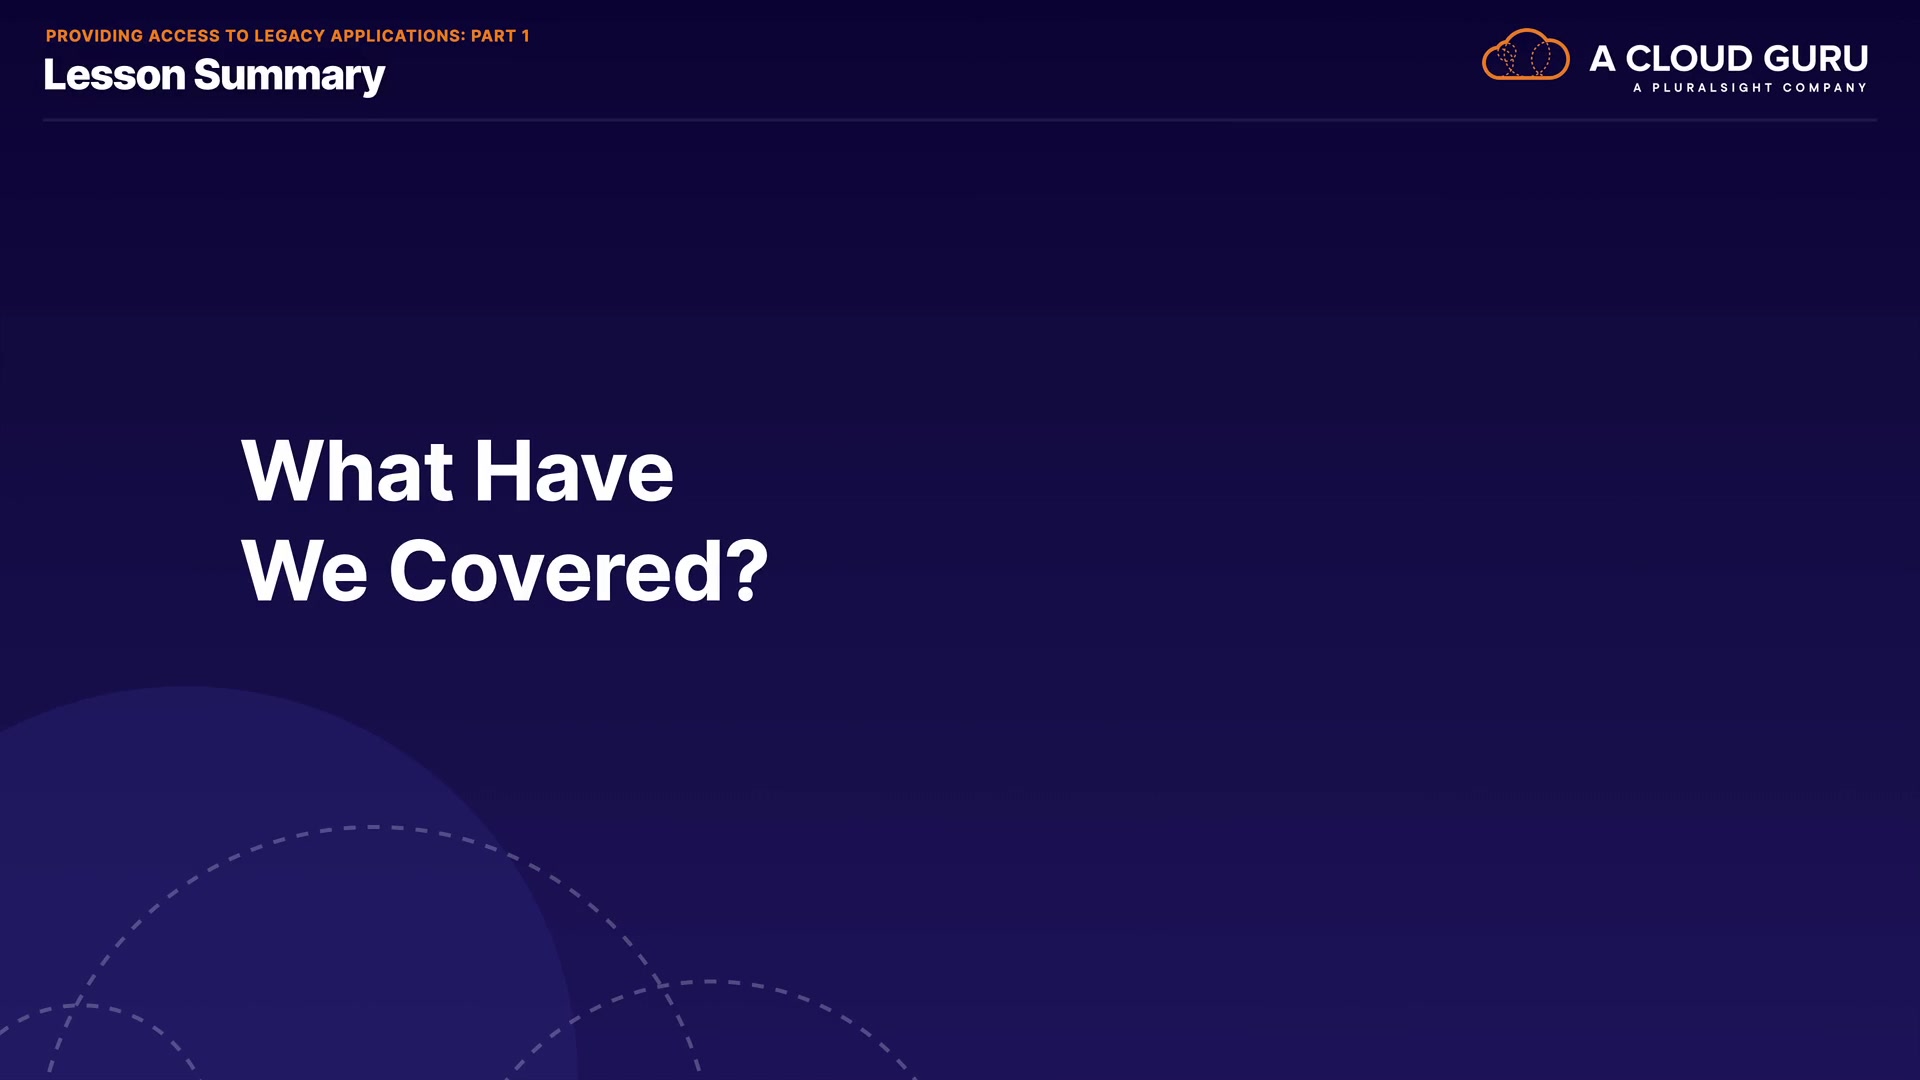 PROVIDING ACCESS TO LEGACY APPLICATIONS: PART 1
Lesson Summary
A CLOUD GURU
A PLURALSIGHT COMPANY
What Have
We Covered?